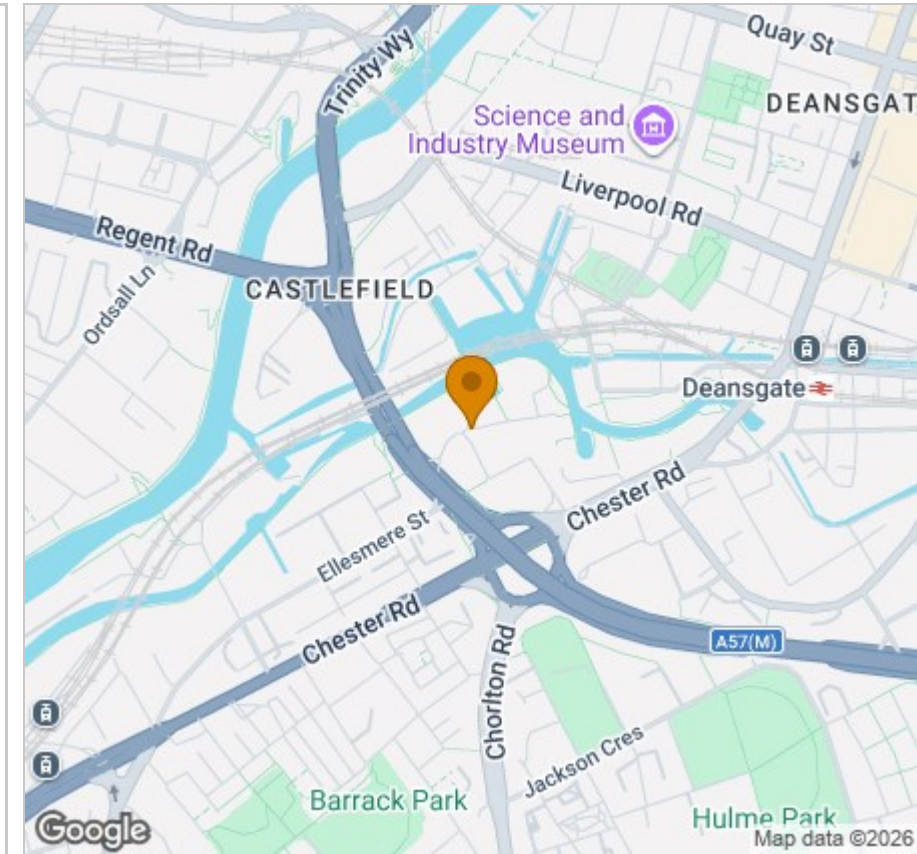 Quay St
Trinity Wy
DEANSGAT
Science and
Industry Museum
Liverpool Rd
Regent Rd
CASTLEFIELD
Ordsall Ln
Deansgate
Chester Rd
Ellesmere St
Chester Rd
A57(M)
Chorlton Rd
Jackson Cres
Barrack Park
Hulme Park
Google
Map data ©2026